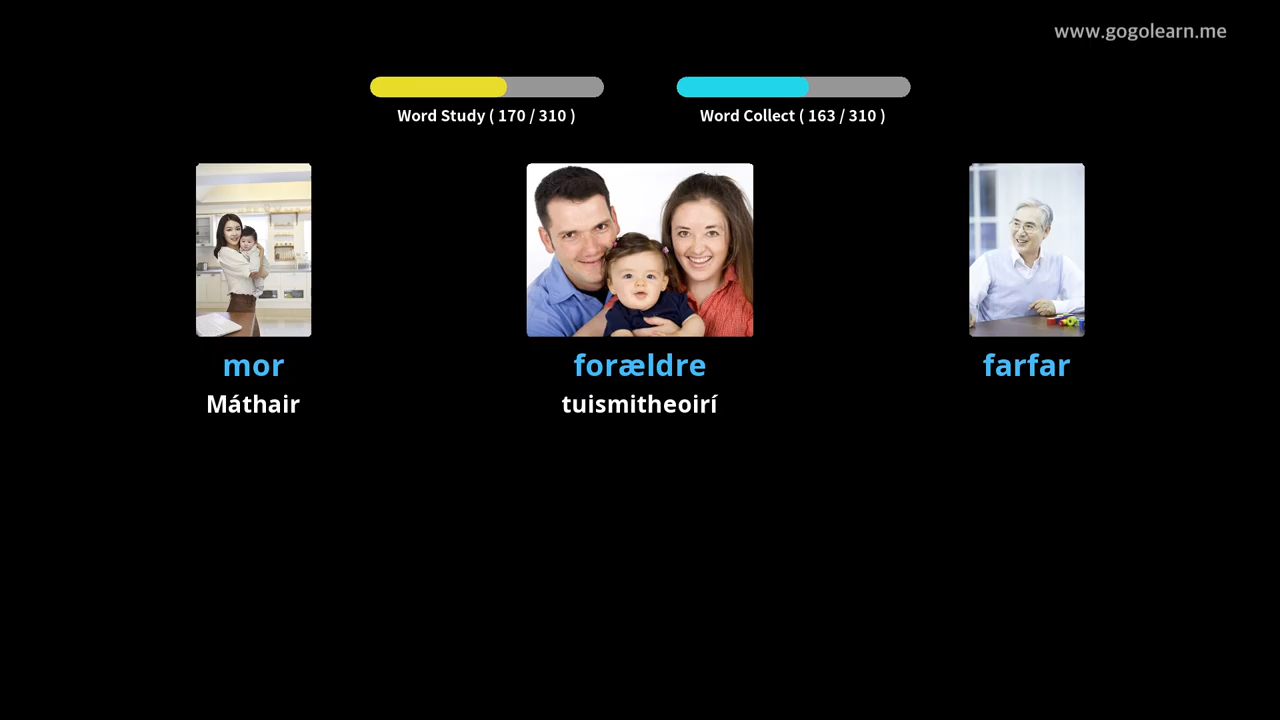 www.gogolearn.me
Word Study ( 170 / 310 )
Word Collect ( 163 / 310 )
mor
forældre
farfar
Máthair
tuismitheoirí